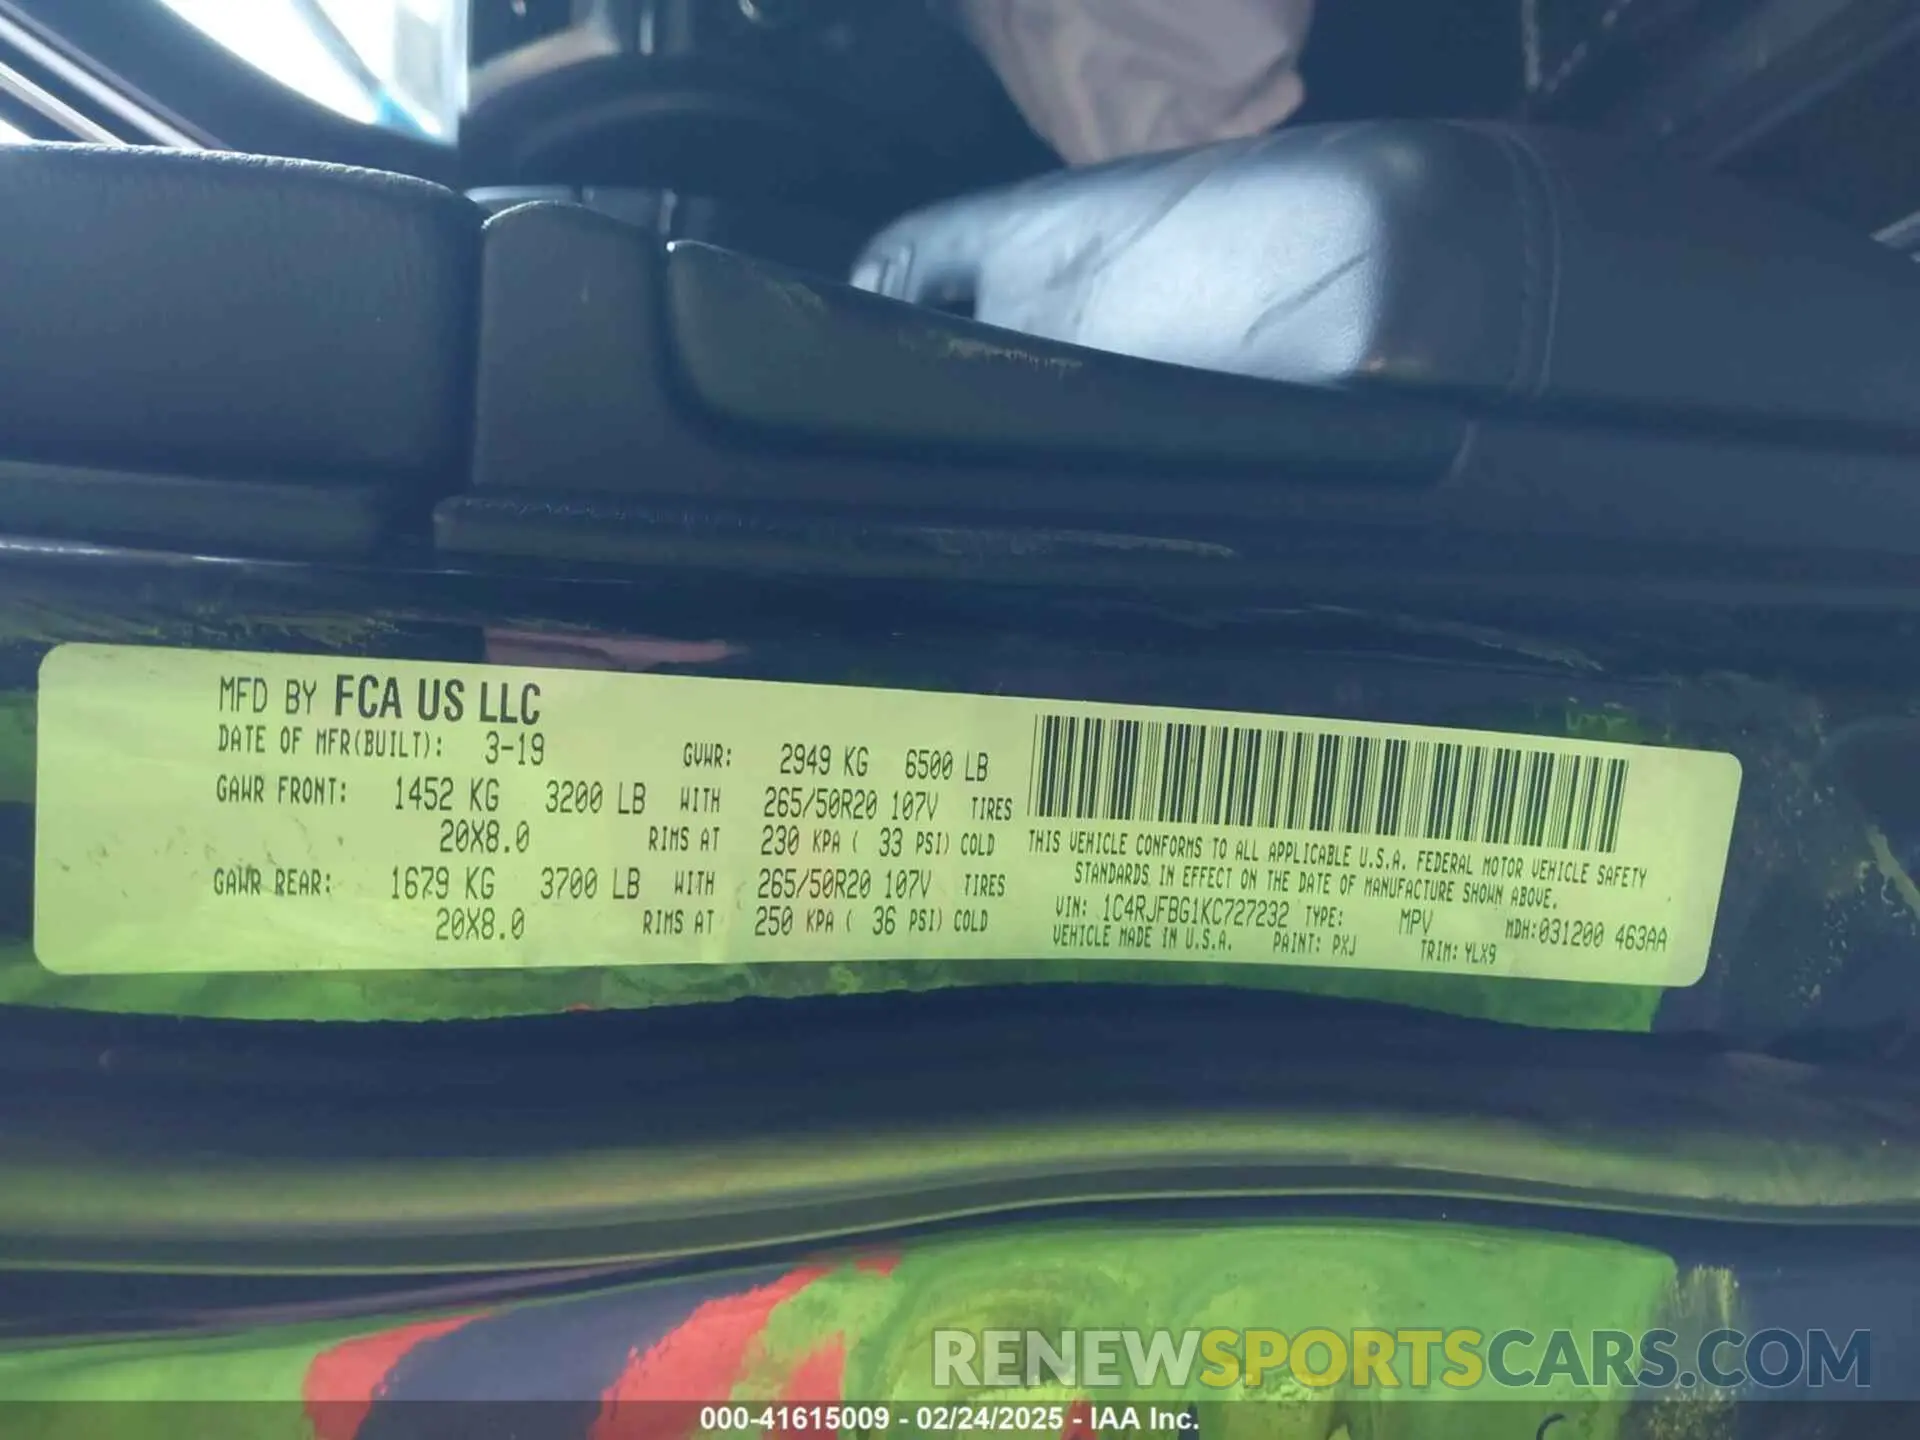 MFD BY FCA US LLC
DATE OF MFR(BUILT): 3-19 GVWR: 2949 KG 6500 LB
GAWR FRONT: 1452 KG 3200 LB WITH 265/50R20 107V TIRES
20X8.0 RIMS AT 230 KPA ( 33 PSI) COLD
GAWR REAR: 1679 KG 3700 LB WITH 265/50R20 107V TIRES
20X8.0 RIMS AT 250 KPA ( 36 PSI) COLD
THIS VEHICLE CONFORMS TO ALL APPLICABLE U.S.A. FEDERAL MOTOR VEHICLE SAFETY
STANDARDS IN EFFECT ON THE DATE OF MANUFACTURE SHOWN ABOVE.
VIN: 1C4RJFBG1KC727232 TYPE: MPV MDH:031200 463AA
VEHICLE MADE IN U.S.A. PAINT: PXJ TRIM: YLX9
RENEWSPORTSCARS.COM
000-41615009 - 02/24/2025 - IAA Inc.